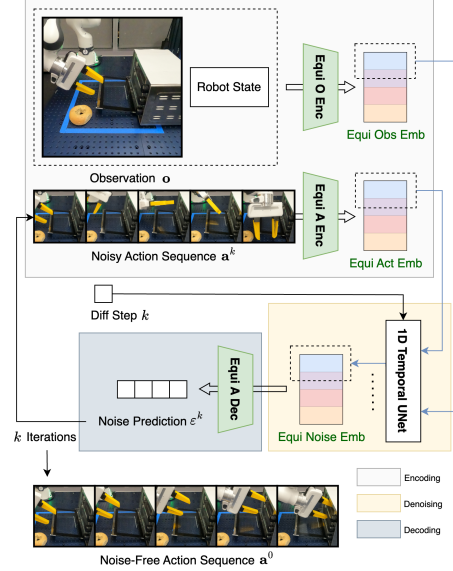 Robot State
Equi O Enc
Equi Obs Emb
Observation o
Equi A Enc
Equi Act Emb
Noisy Action Sequence a^k
Diff Step k
1D Temporal UNet
Equi A Dec
Noise Prediction ε^k
Equi Noise Emb
k Iterations
Encoding
Denoising
Decoding
Noise-Free Action Sequence a^0